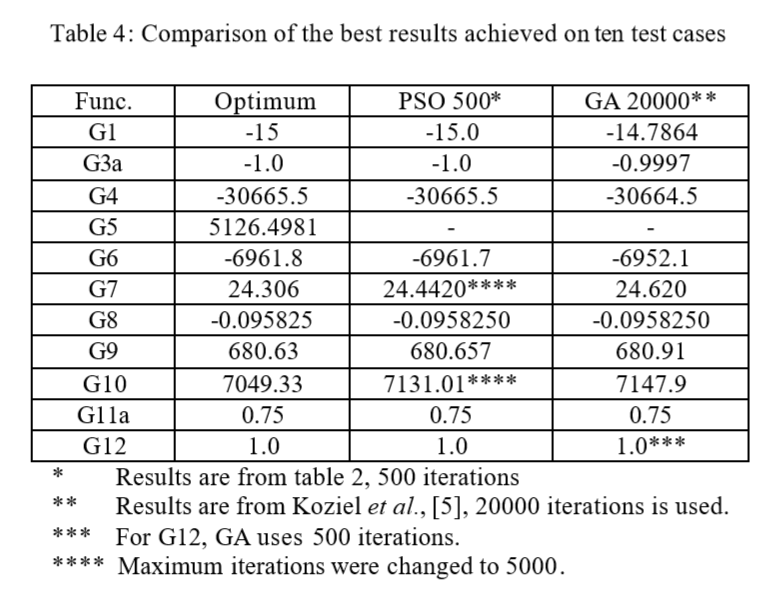 Table 4: Comparison of the best results achieved on ten test cases
Func. Optimum PSO 500* GA 20000**
G1 -15 -15.0 -14.7864
G3a -1.0 -1.0 -0.9997
G4 -30665.5 -30665.5 -30664.5
G5 5126.4981 - -
G6 -6961.8 -6961.7 -6952.1
G7 24.306 24.4420**** 24.620
G8 -0.095825 -0.0958250 -0.0958250
G9 680.63 680.657 680.91
G10 7049.33 7131.01**** 7147.9
G11a 0.75 0.75 0.75
G12 1.0 1.0 1.0***
* Results are from table 2, 500 iterations
** Results are from Koziel et al., [5], 20000 iterations is used.
*** For G12, GA uses 500 iterations.
**** Maximum iterations were changed to 5000.